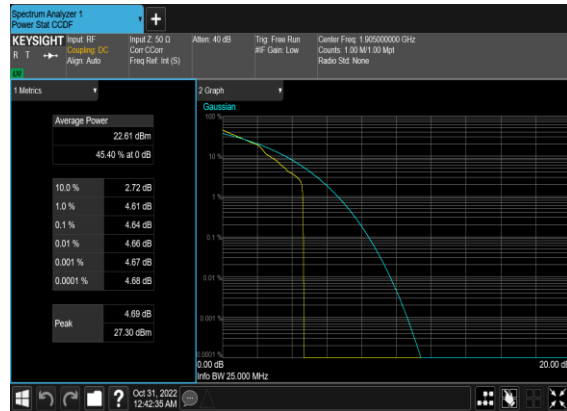 Spectrum Analyzer 1
Power Stat CCDF
KEYSIGHT
R T
LV
Input: RF
Coupling: DC
Align: Auto
Input Z: 50 Ω
Corr CCorr
Freq Ref: Int (S)
Atten: 40 dB
Trig: Free Run
#IF Gain: Low
Center Freq: 1.905000000 GHz
Counts: 1.00 M/1.00 Mpt
Radio Std: None
1 Metrics
Average Power
22.61 dBm
45.40 % at 0 dB
10.0 % 2.72 dB
1.0 % 4.61 dB
0.1 % 4.64 dB
0.01 % 4.66 dB
0.001 % 4.67 dB
0.0001 % 4.68 dB
Peak
4.69 dB
27.30 dBm
2 Graph
Gaussian
100 %
10 %
1 %
0.1 %
0.01 %
0.001 %
0.0001 %
0.00 dB
20.00 dB
Info BW 25.000 MHz
?
Oct 31, 2022
12:42:35 AM